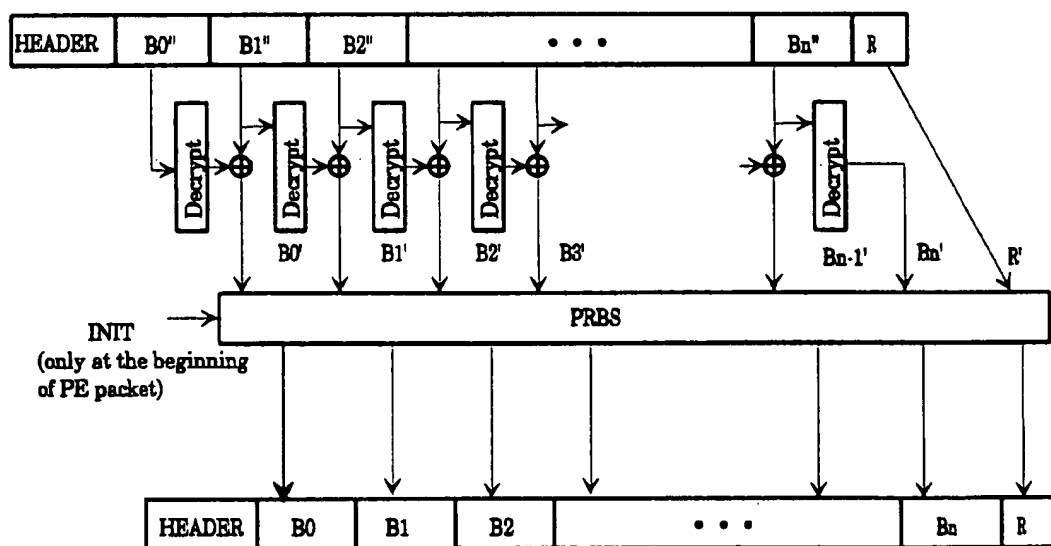 HEADER B0" B1" B2" • • • Bn" R
Decrypt Decrypt Decrypt Decrypt Decrypt
B0' B1' B2' B3' Bn-1' Bn' R'
PRBS
INIT
(only at the beginning
of PE packet)
HEADER B0 B1 B2 • • • Bn R